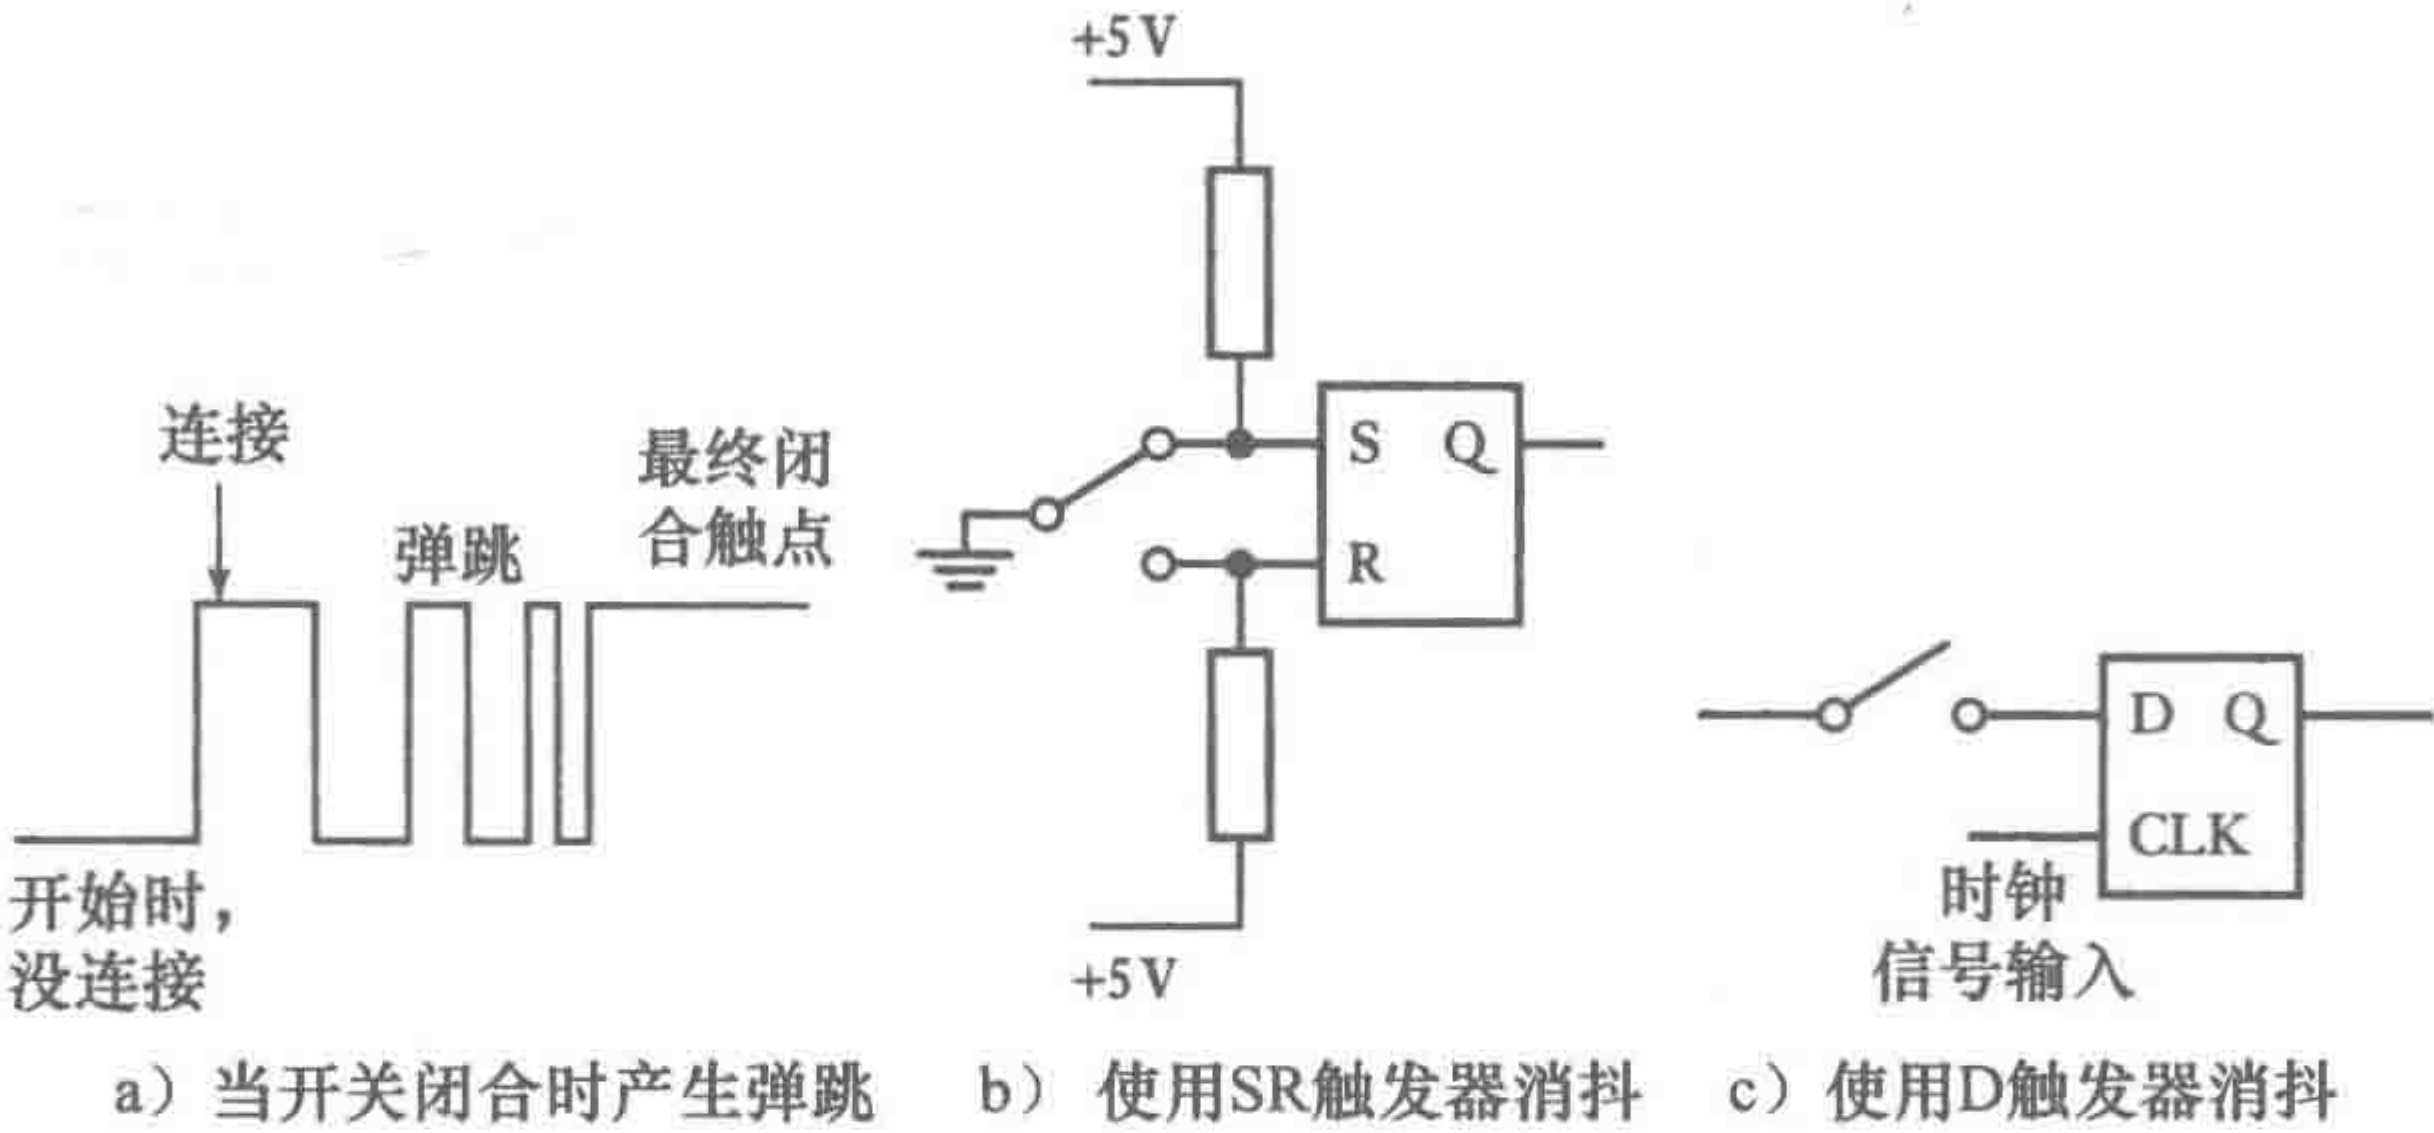 +5V
连接
弹跳
最终闭
合触点
开始时，
没连接
S Q
R
+5V
D Q
CLK
时钟
信号输入
a）当开关闭合时产生弹跳
b） 使用SR触发器消抖
c）使用D触发器消抖